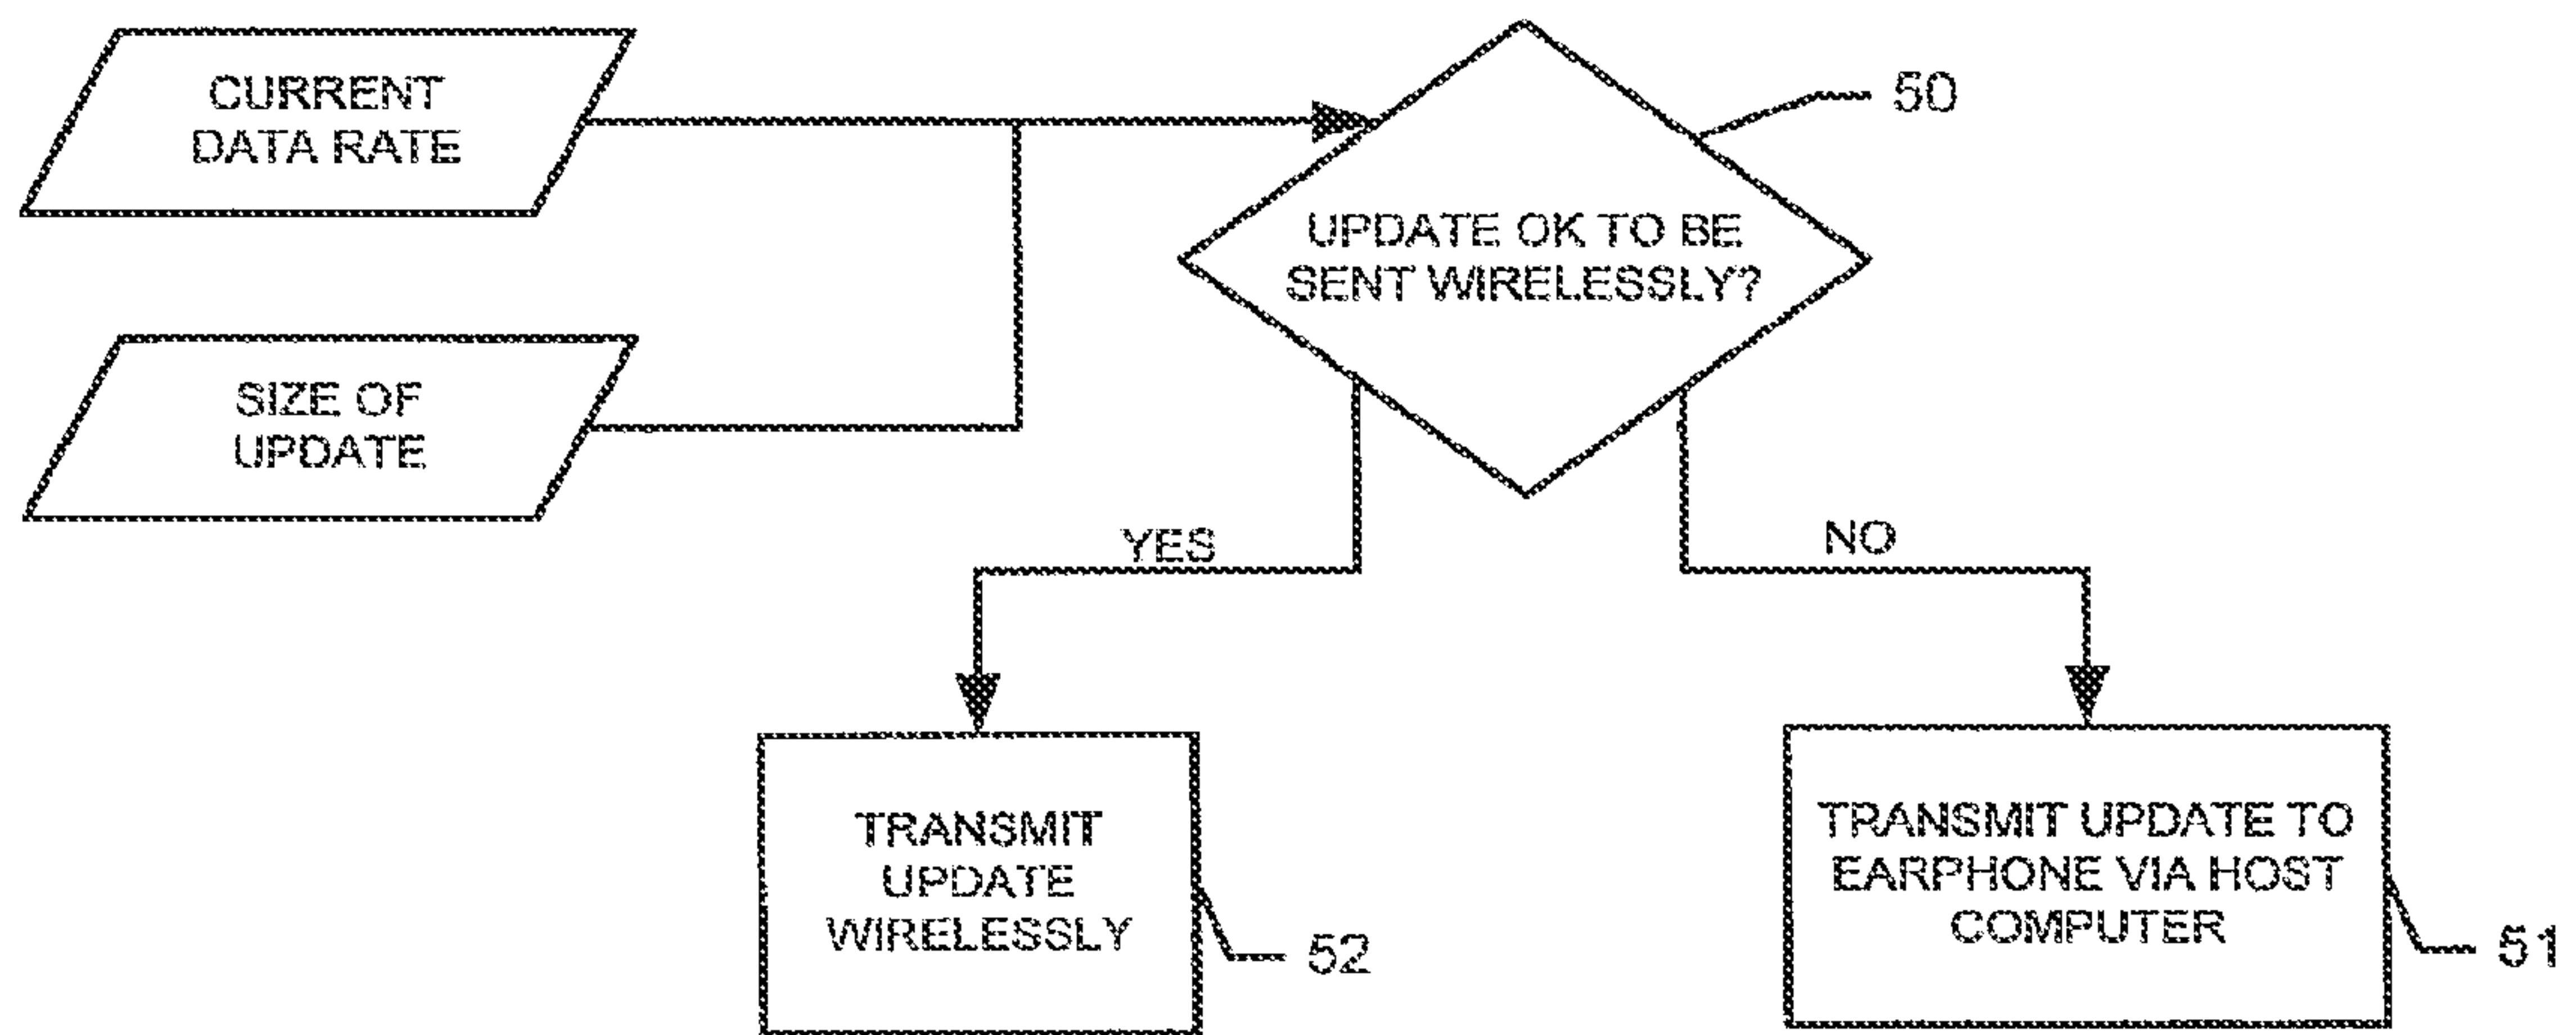 CURRENT
DATA RATE
50
UPDATE OK TO BE
SENT WIRELESSLY?
SIZE OF
UPDATE
YES
NO
TRANSMIT
UPDATE
WIRELESSLY
52
TRANSMIT UPDATE TO
EARPHONE VIA HOST
COMPUTER
51